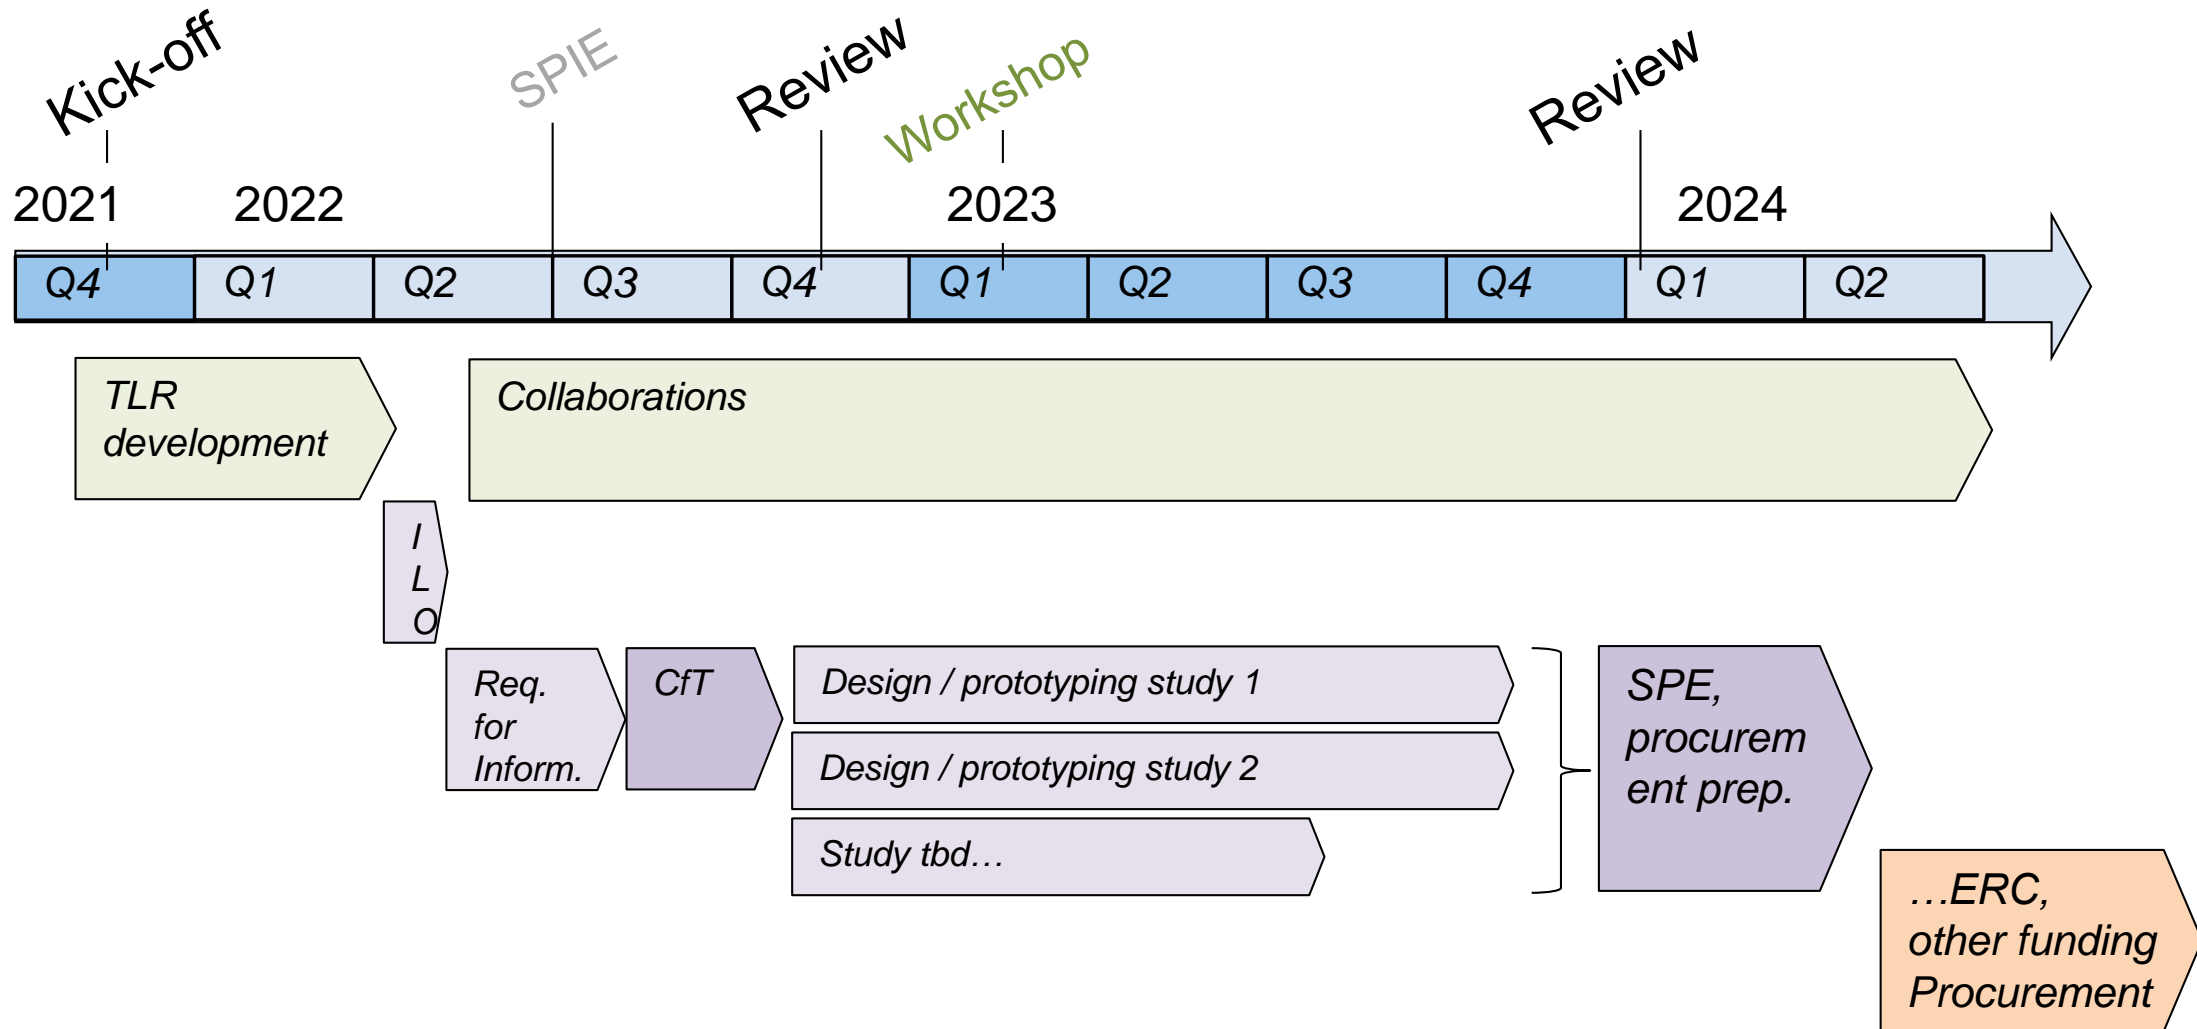 Kick-off
SPIE
Review
Workshop
Review
2021
2022
2023
2024
Q4
Q1
Q2
Q3
Q4
Q1
Q2
Q3
Q4
Q1
Q2
TLR
development
Collaborations
I
L
O
Req.
for
Inform.
CfT
Design / prototyping study 1
Design / prototyping study 2
Study tbd…
SPE,
procurem
ent prep.
…ERC,
other funding
Procurement